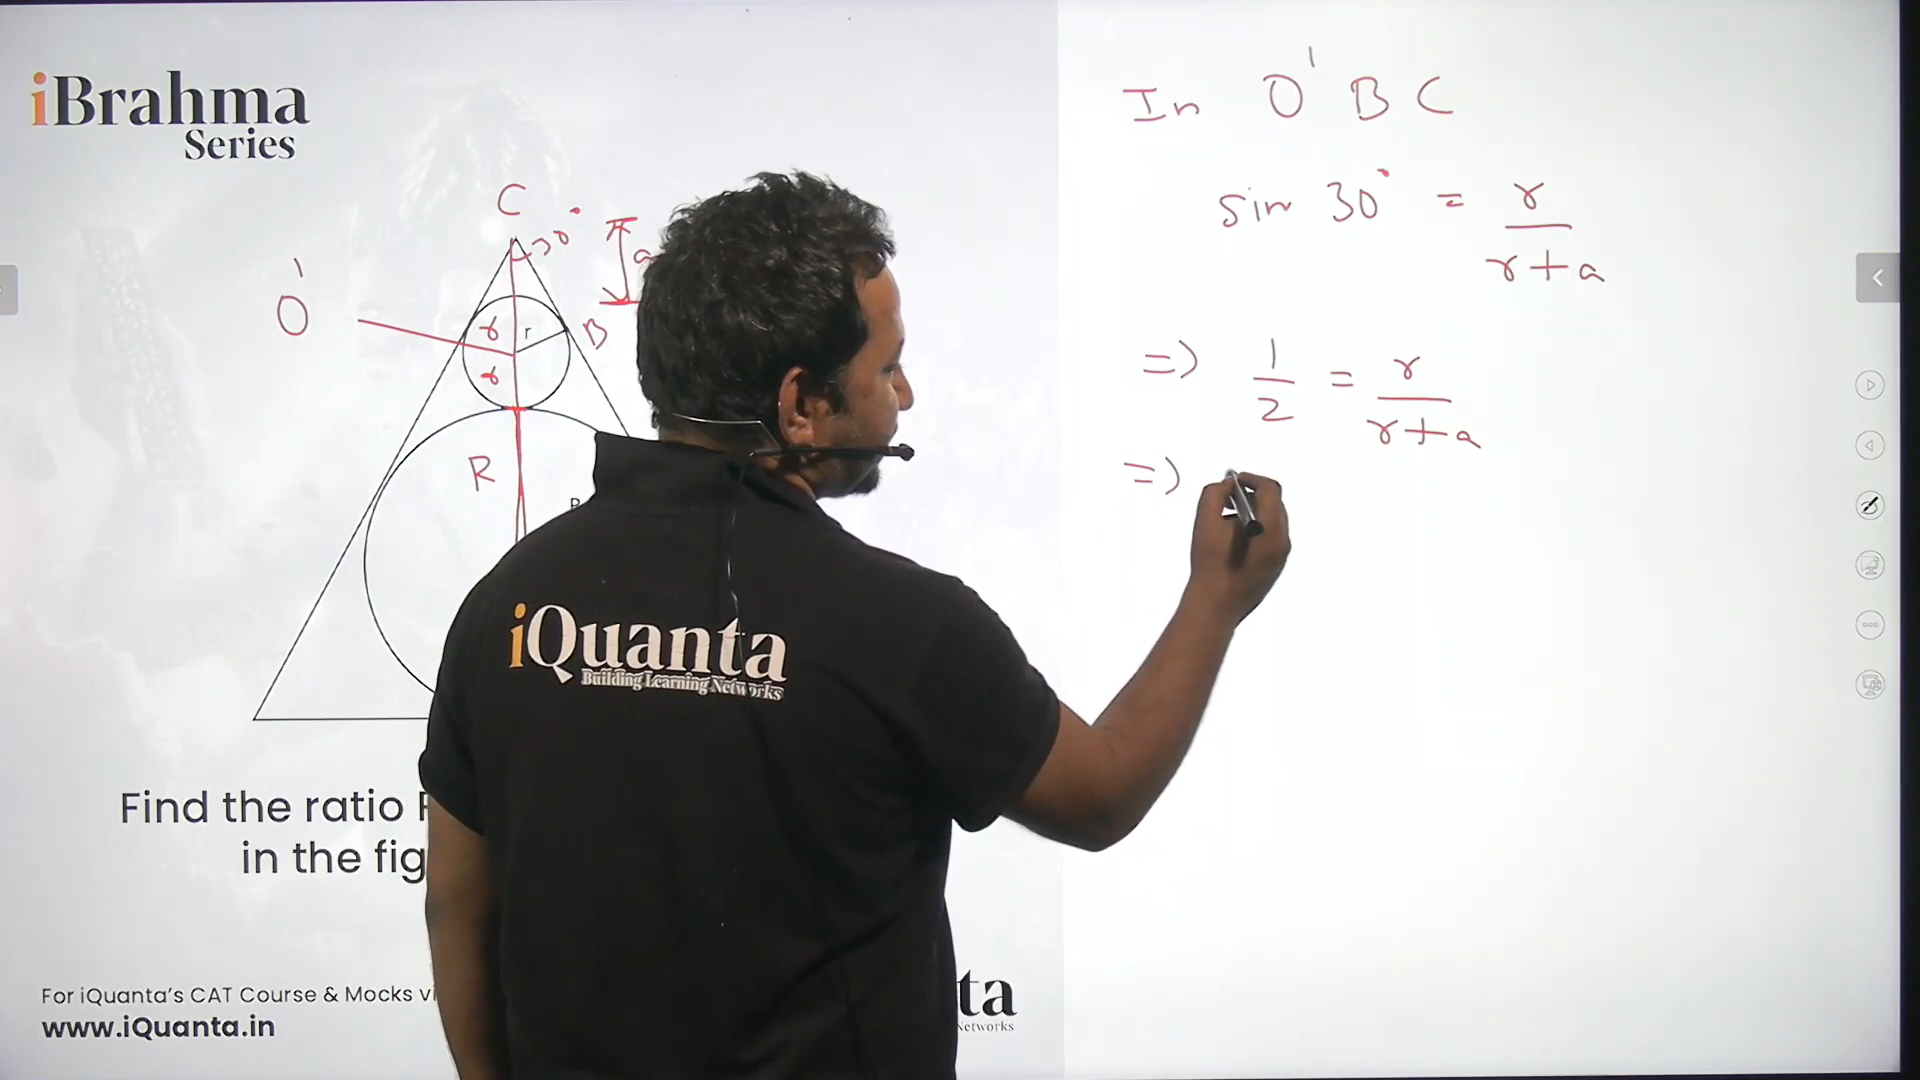 iBrahma
Series
C
30°
a
O'
r
r
B
r
R
Find the ratio
in the fig
For iQuanta's CAT Course & Mocks
www.iQuanta.in
iQuanta
Building Learning Networks
ta
Networks
In O'BC
sin 30° = r / r+a
=> 1/2 = r / r+a
=>